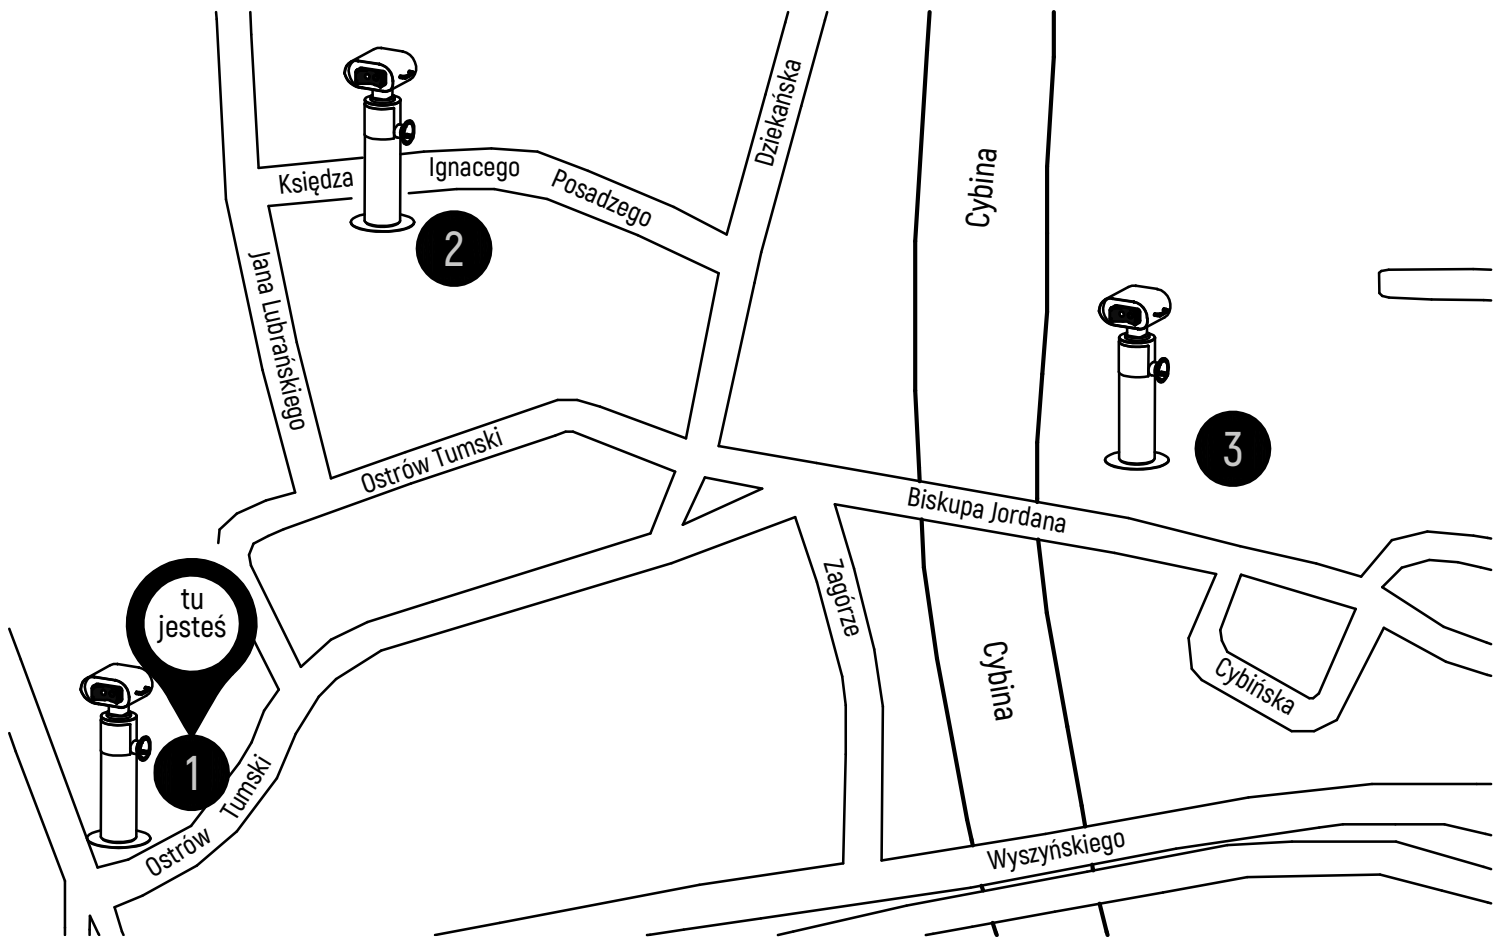 Dziekańska
Cybina
Księdza Ignacego Posadzego
2
Jana Lubrańskiego
3
Ostrów Tumski
Biskupa Jordana
Zagórze
tu
jesteś
Cybina
Cybińska
1
Ostrów Tumski
Wyszyńskiego